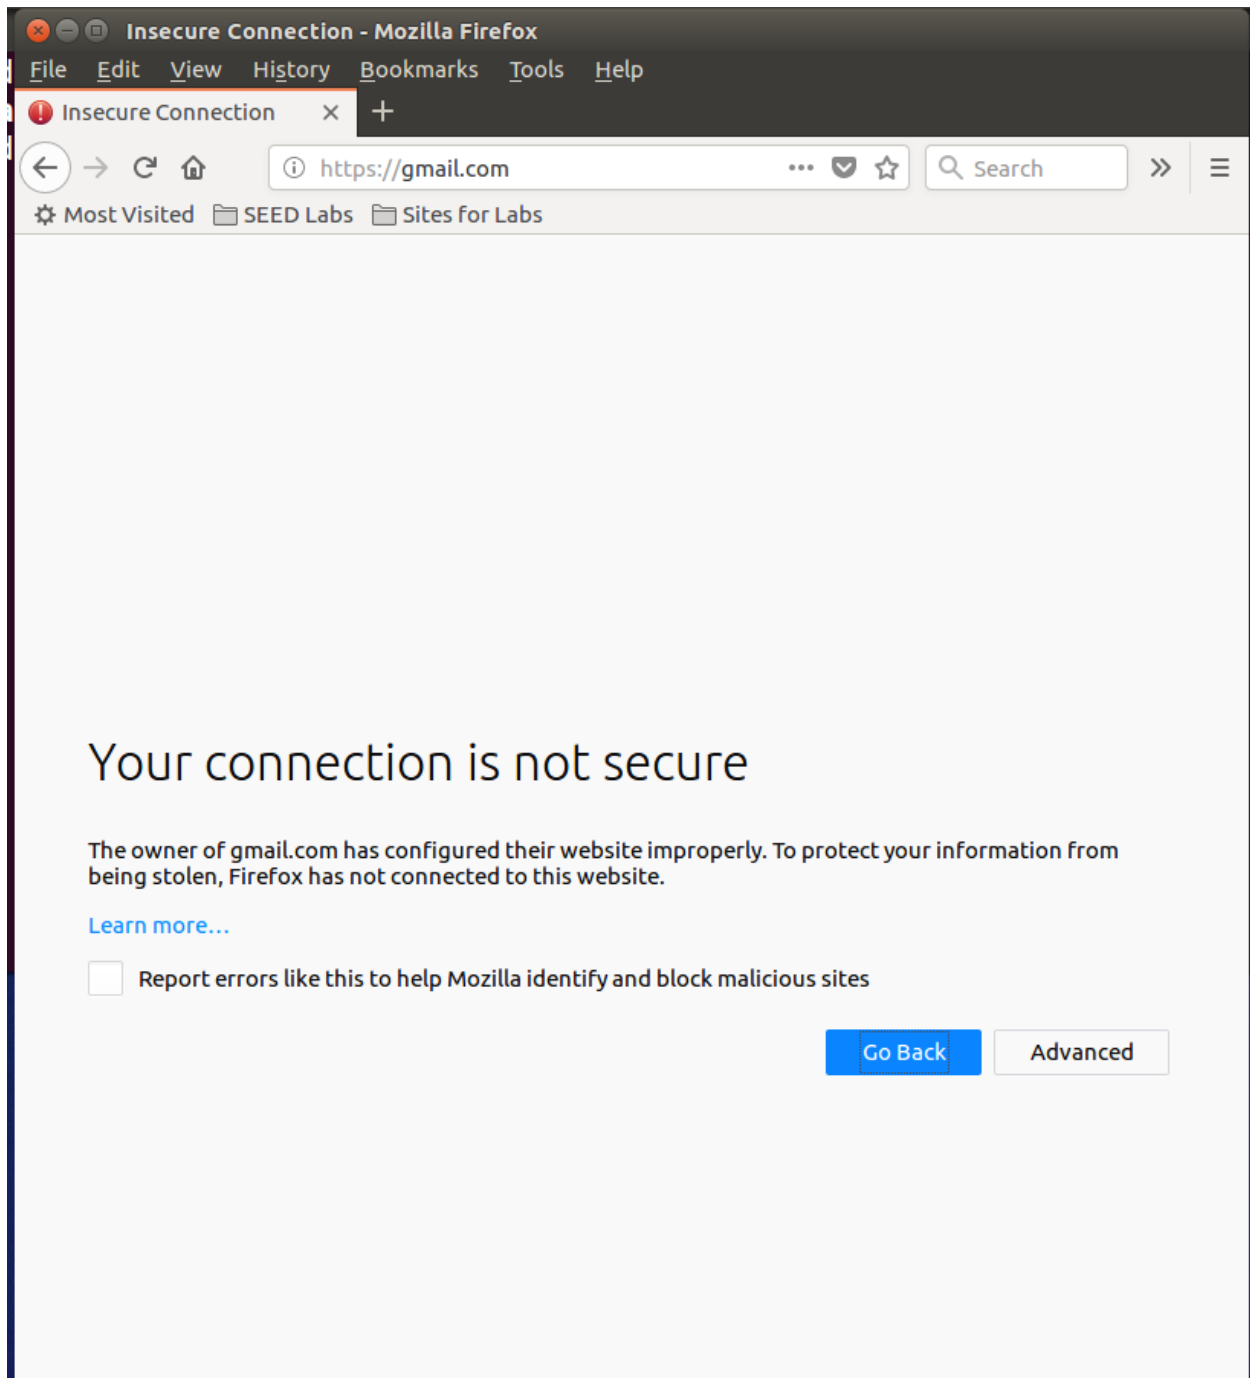 Insecure Connection - Mozilla Firefox
File Edit View History Bookmarks Tools Help
Insecure Connection
https://gmail.com Search
Most Visited SEED Labs Sites for Labs
Your connection is not secure
The owner of gmail.com has configured their website improperly. To protect your information from
being stolen, Firefox has not connected to this website.
Learn more…
Report errors like this to help Mozilla identify and block malicious sites
Go Back Advanced